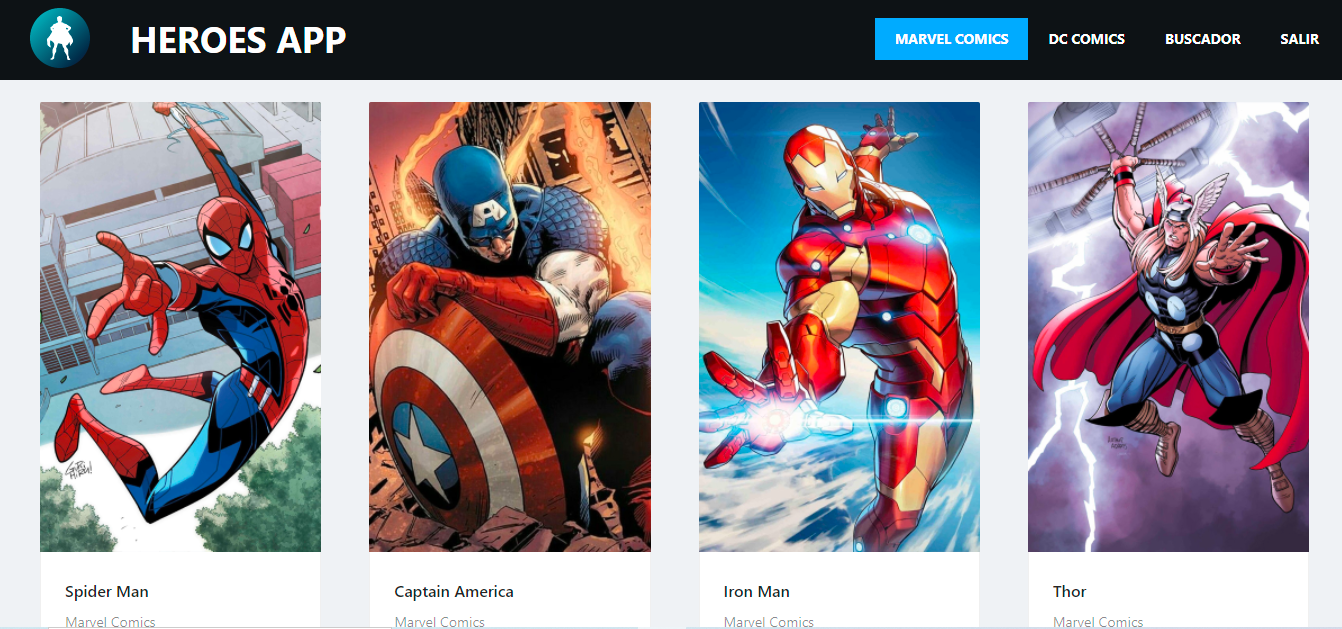 HEROES APP
MARVEL COMICS
DC COMICS
BUSCADOR
SALIR
Spider Man
Marvel Comics
Captain America
Marvel Comics
Iron Man
Marvel Comics
Thor
Marvel Comics